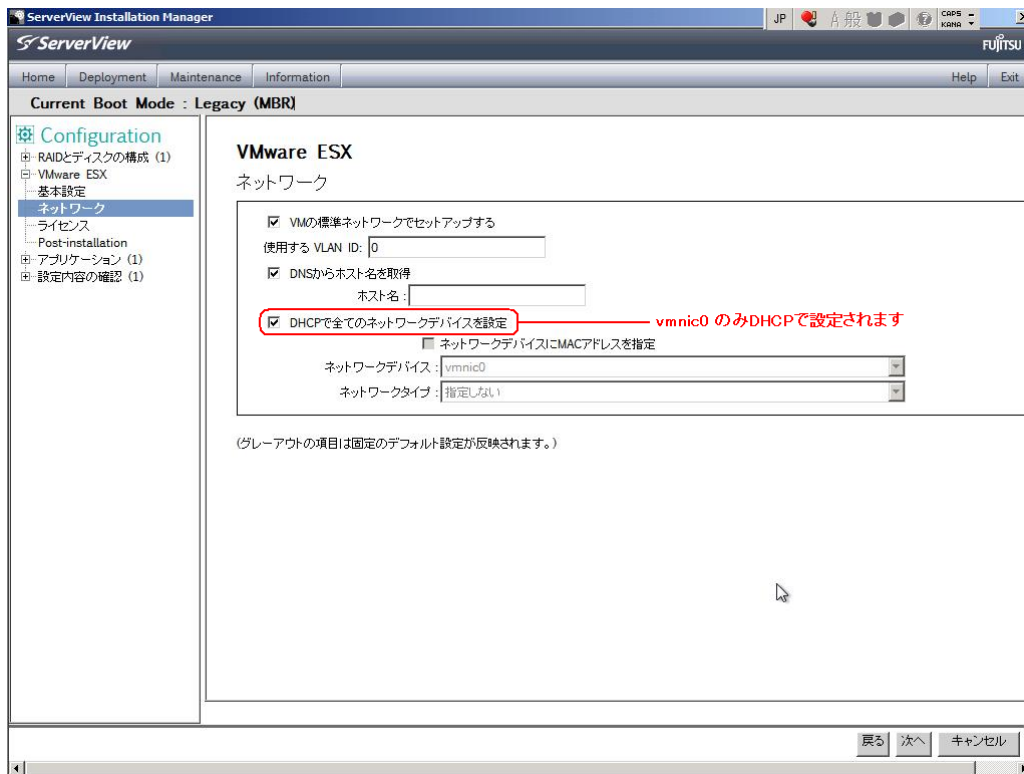 ServerView Installation Manager
JP
A 般
CAPS
KANA
ServerView
FUJITSU
Home Deployment Maintenance Information Help Exit
Current Boot Mode : Legacy (MBR)
Configuration
RAIDとディスクの構成 (1)
VMware ESX
基本設定
ネットワーク
ライセンス
Post-installation
アプリケーション (1)
設定内容の確認 (1)
VMware ESX
ネットワーク
VMの標準ネットワークでセットアップする
使用する VLAN ID: 0
DNSからホスト名を取得
ホスト名 :
DHCPで全てのネットワークデバイスを設定
vmnic0 のみDHCPで設定されます
ネットワークデバイスにMACアドレスを指定
ネットワークデバイス : vmnic0
ネットワークタイプ : 指定しない
(グレーアウトの項目は固定のデフォルト設定が反映されます。)
戻る 次へ キャンセル